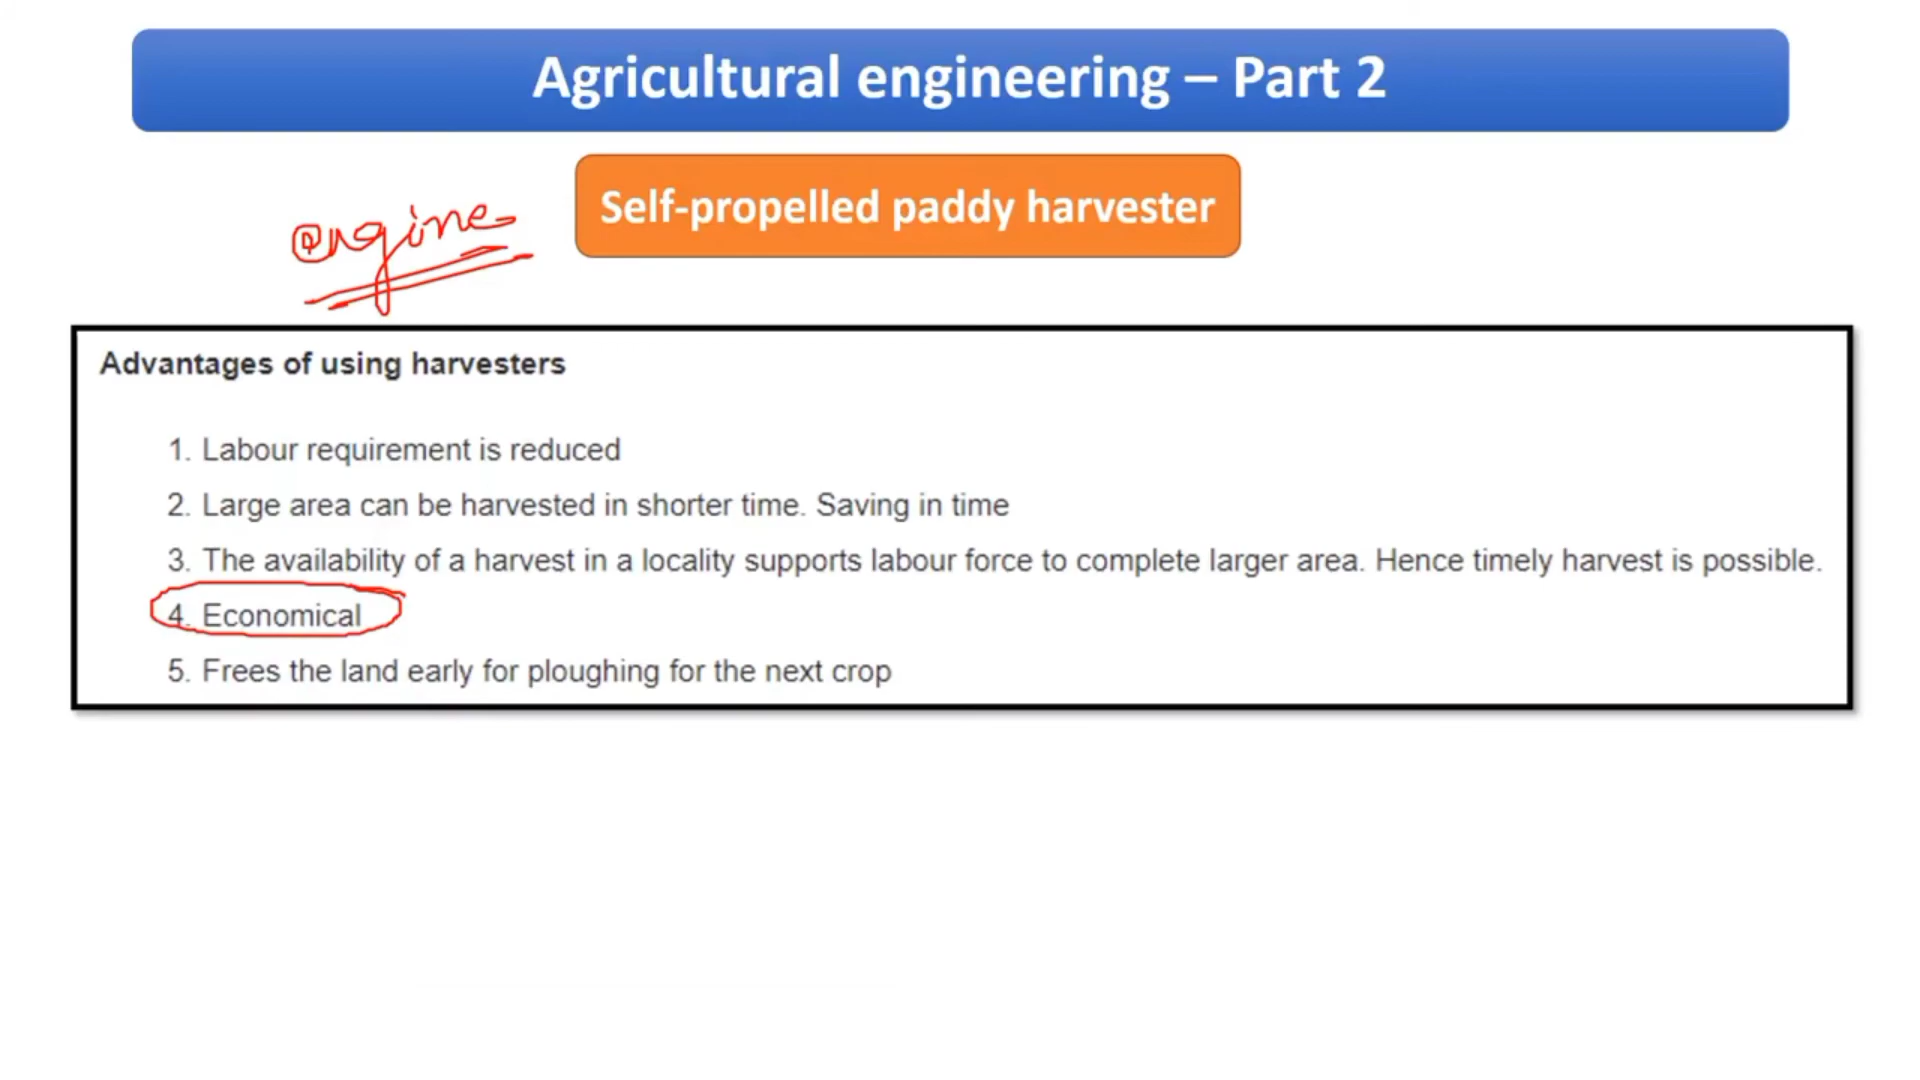 Agricultural engineering – Part 2
Self-propelled paddy harvester
engine
Advantages of using harvesters
1. Labour requirement is reduced
2. Large area can be harvested in shorter time. Saving in time
3. The availability of a harvest in a locality supports labour force to complete larger area. Hence timely harvest is possible.
4. Economical
5. Frees the land early for ploughing for the next crop